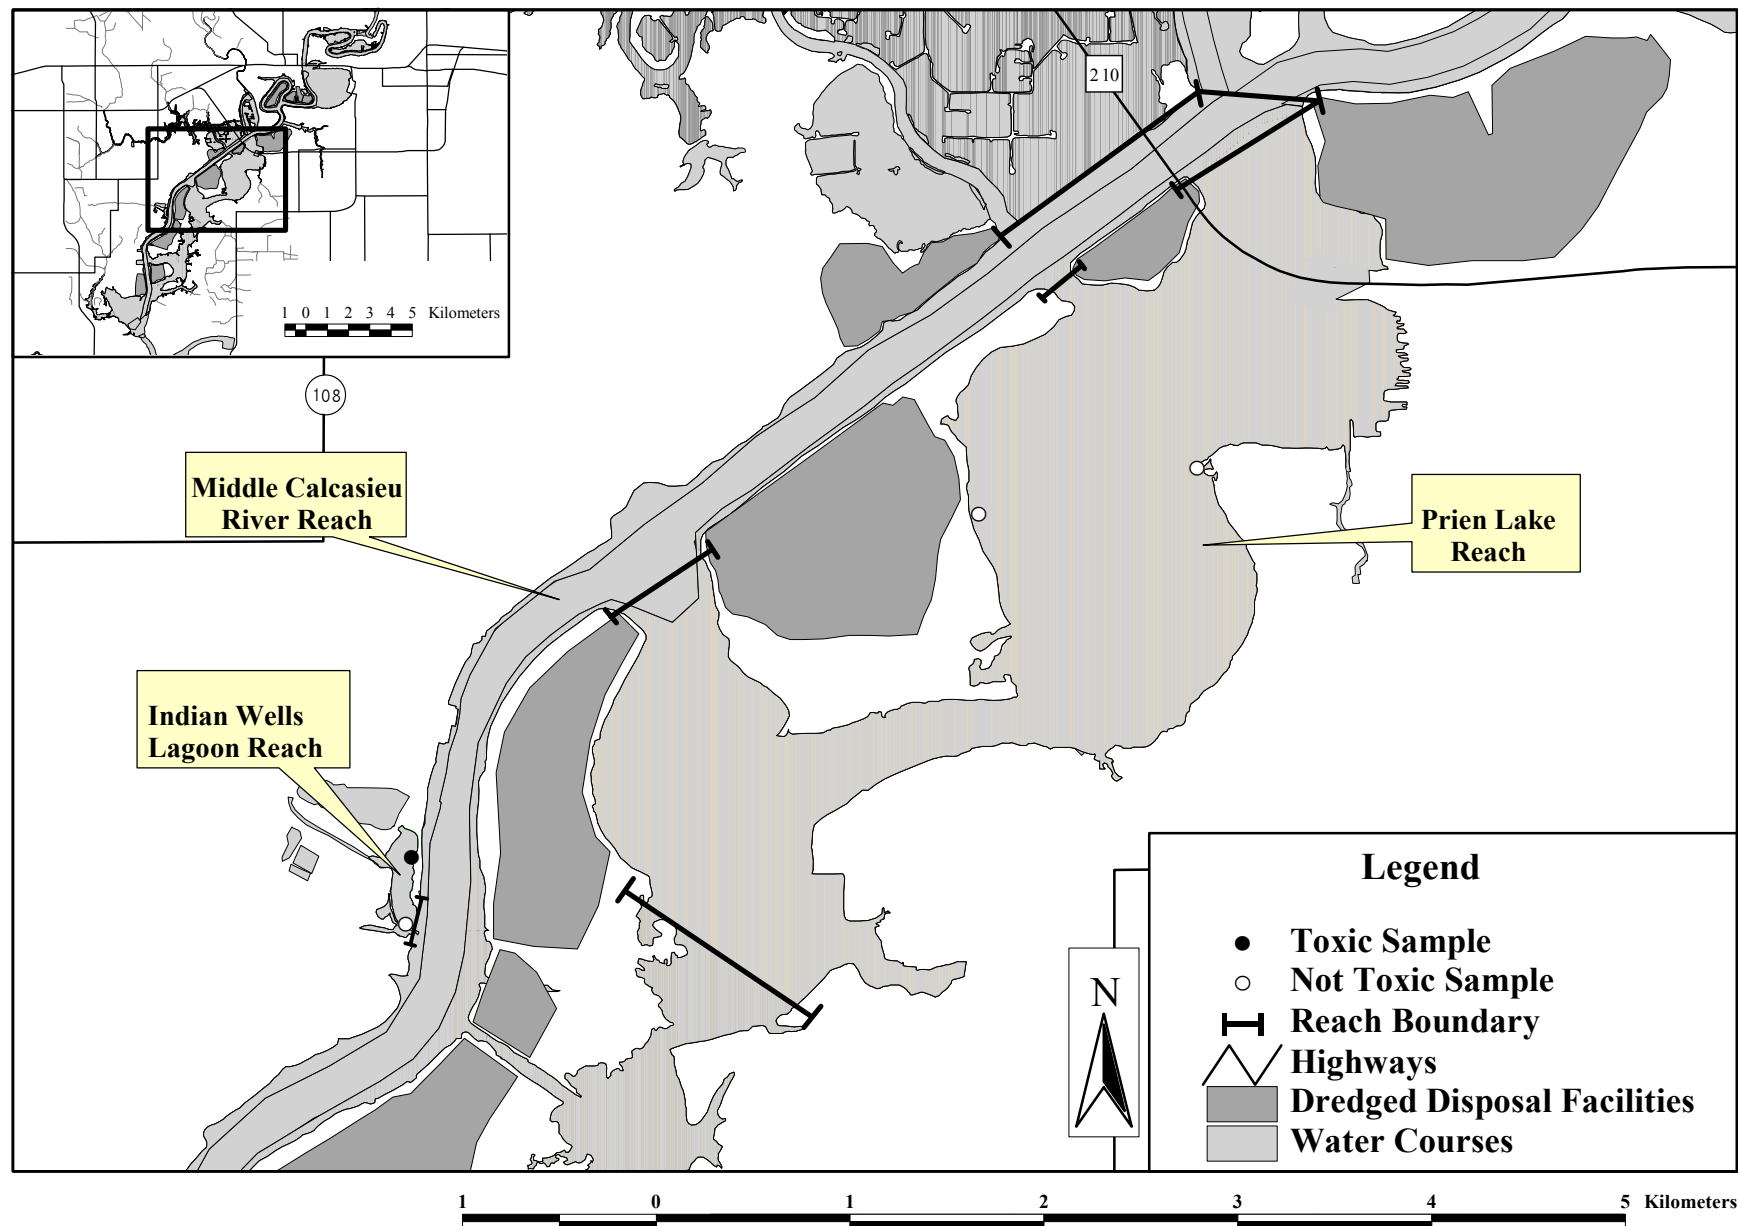 210
1 0 1 2 3 4 5 Kilometers
108
Middle Calcasieu
River Reach
Prien Lake
Reach
Indian Wells
Lagoon Reach
Legend
Toxic Sample
Not Toxic Sample
Reach Boundary
Highways
Dredged Disposal Facilities
Water Courses
N
1 0 1 2 3 4 5 Kilometers